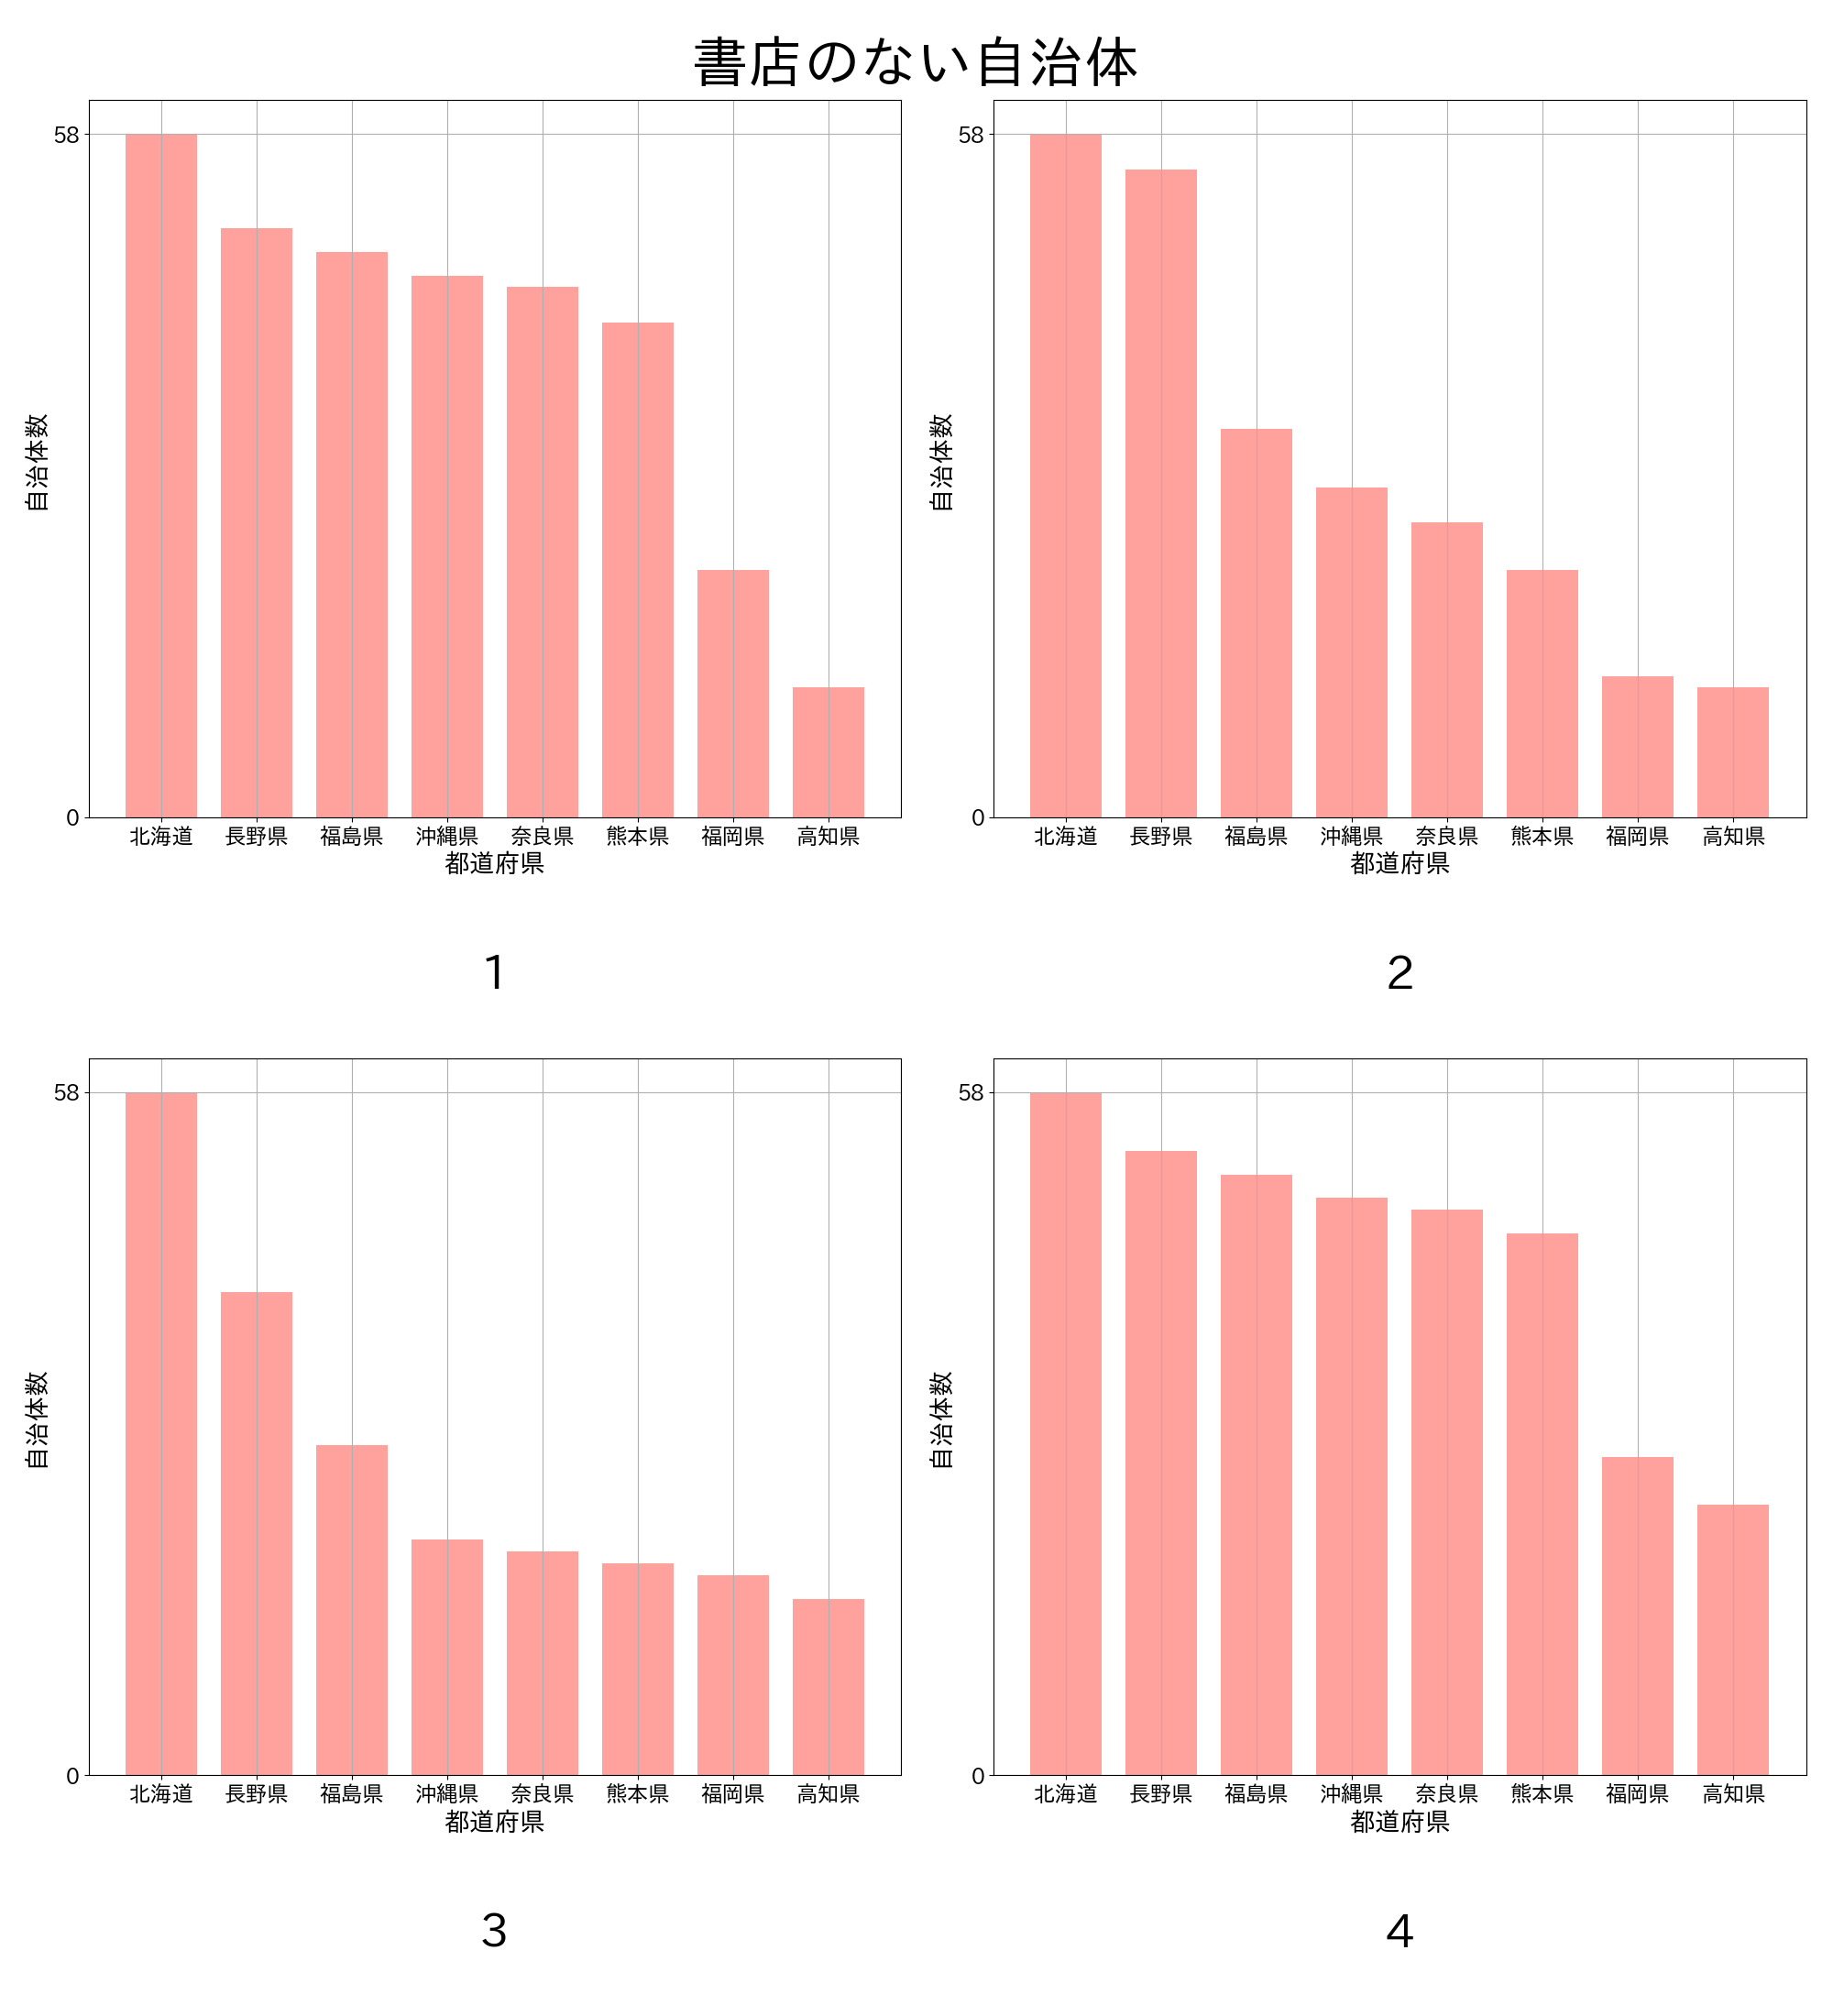 書店のない自治体
58
0
自治体数
北海道 長野県 福島県 沖縄県 奈良県 熊本県 福岡県 高知県
都道府県
1
58
0
自治体数
北海道 長野県 福島県 沖縄県 奈良県 熊本県 福岡県 高知県
都道府県
2
58
0
自治体数
北海道 長野県 福島県 沖縄県 奈良県 熊本県 福岡県 高知県
都道府県
3
58
0
自治体数
北海道 長野県 福島県 沖縄県 奈良県 熊本県 福岡県 高知県
都道府県
4